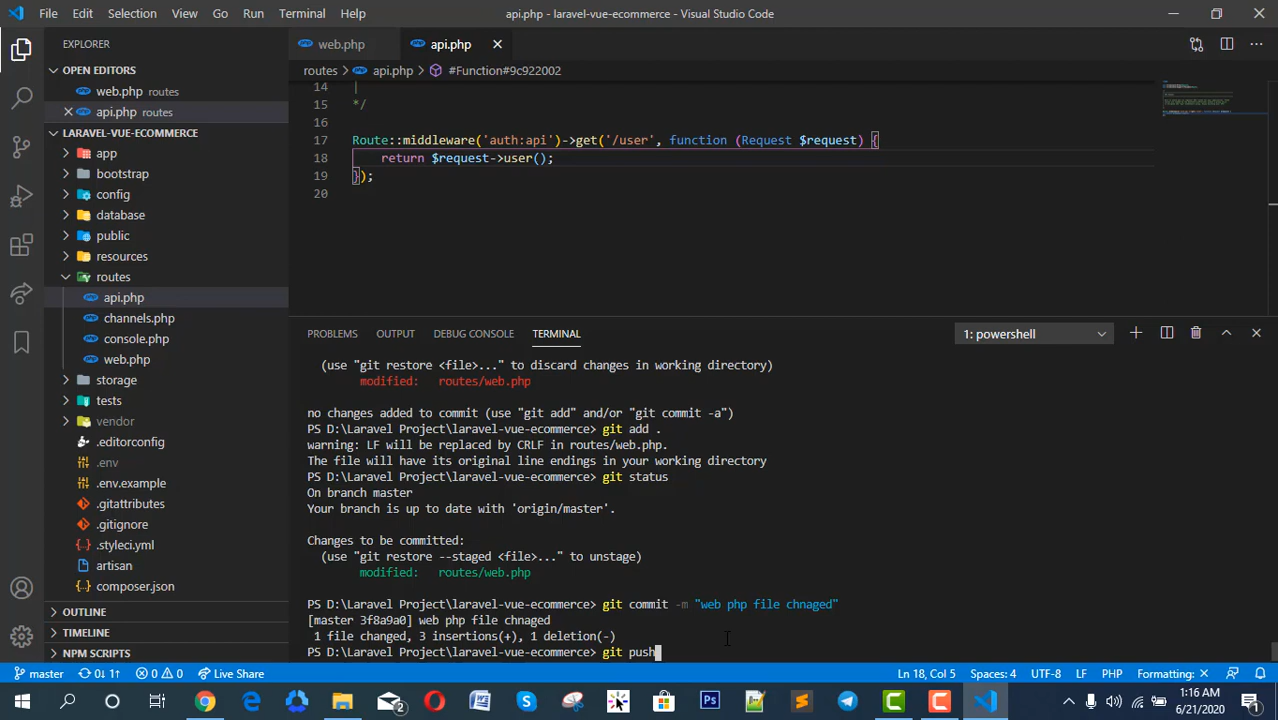 File Edit Selection View Go Run Terminal Help
api.php - laravel-vue-ecommerce - Visual Studio Code
EXPLORER
OPEN EDITORS
web.php routes
api.php routes
LARAVEL-VUE-ECOMMERCE
app
bootstrap
config
database
public
resources
routes
api.php
channels.php
console.php
web.php
storage
tests
vendor
.editorconfig
.env
.env.example
.gitattributes
.gitignore
.styleci.yml
artisan
composer.json
OUTLINE
TIMELINE
NPM SCRIPTS
web.php api.php
routes > api.php > #Function#9c922002
14 |
15 */
16
17 Route::middleware('auth:api')->get('/user', function (Request $request) {
18 return $request->user();
19 });
20
PROBLEMS OUTPUT DEBUG CONSOLE TERMINAL
1: powershell
(use "git restore <file>..." to discard changes in working directory)
modified: routes/web.php
no changes added to commit (use "git add" and/or "git commit -a")
PS D:\Laravel Project\laravel-vue-ecommerce> git add .
warning: LF will be replaced by CRLF in routes/web.php.
The file will have its original line endings in your working directory
PS D:\Laravel Project\laravel-vue-ecommerce> git status
On branch master
Your branch is up to date with 'origin/master'.
Changes to be committed:
(use "git restore --staged <file>..." to unstage)
modified: routes/web.php
PS D:\Laravel Project\laravel-vue-ecommerce> git commit -m "web php file chnaged"
[master 3f8a9a0] web php file chnaged
1 file changed, 3 insertions(+), 1 deletion(-)
PS D:\Laravel Project\laravel-vue-ecommerce> git push
master 0↓ 1↑ 0 0 Live Share
Ln 18, Col 5 Spaces: 4 UTF-8 LF PHP Formatting: ×
2
Ps
1:16 AM
6/21/2020
1